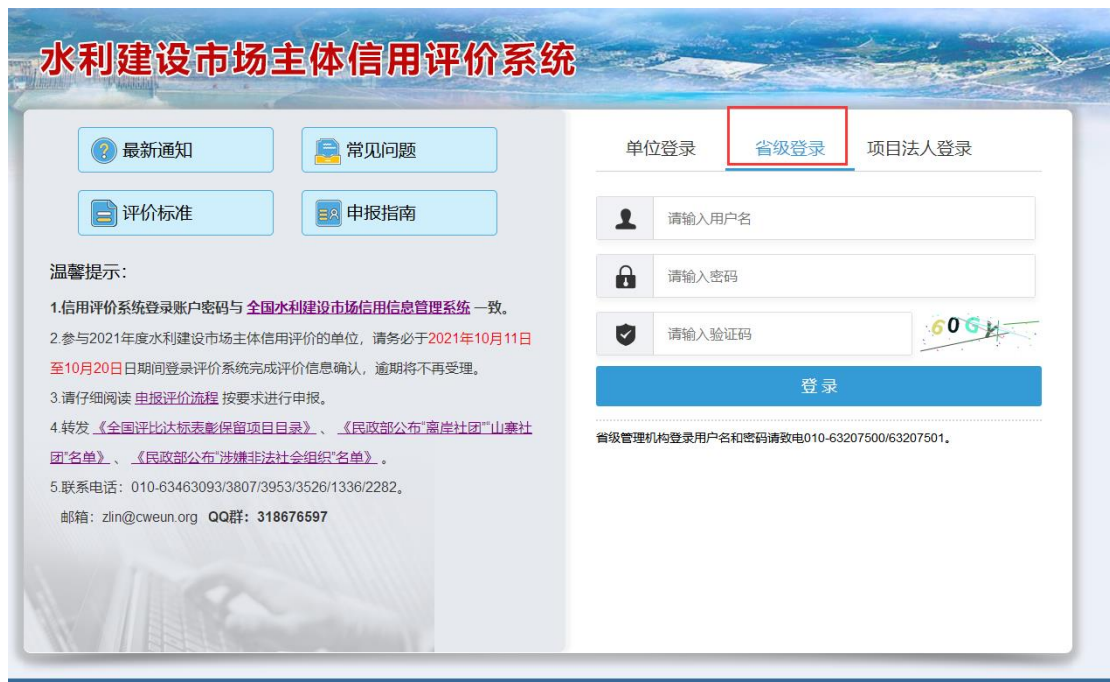 水利建设市场主体信用评价系统
最新通知
常见问题
评价标准
申报指南
温馨提示：
1.信用评价系统登录账户密码与 全国水利建设市场信用信息管理系统 一致。
2.参与2021年度水利建设市场主体信用评价的单位，请务必于2021年10月11日
至10月20日日期间登录评价系统完成评价信息确认，逾期将不再受理。
3.请仔细阅读 申报评价流程 按要求进行申报。
4.转发 《全国评比达标表彰保留项目目录》 、 《民政部公布“离岸社团”“山寨社
团”名单》 、 《民政部公布“涉嫌非法社会组织”名单》 。
5.联系电话：010-63463093/3807/3953/3526/1336/2282。
邮箱：zlin@cweun.org QQ群：318676597
单位登录
省级登录
项目法人登录
请输入用户名
请输入密码
请输入验证码
60Gy
登 录
省级管理机构登录用户名和密码请致电010-63207500/63207501。